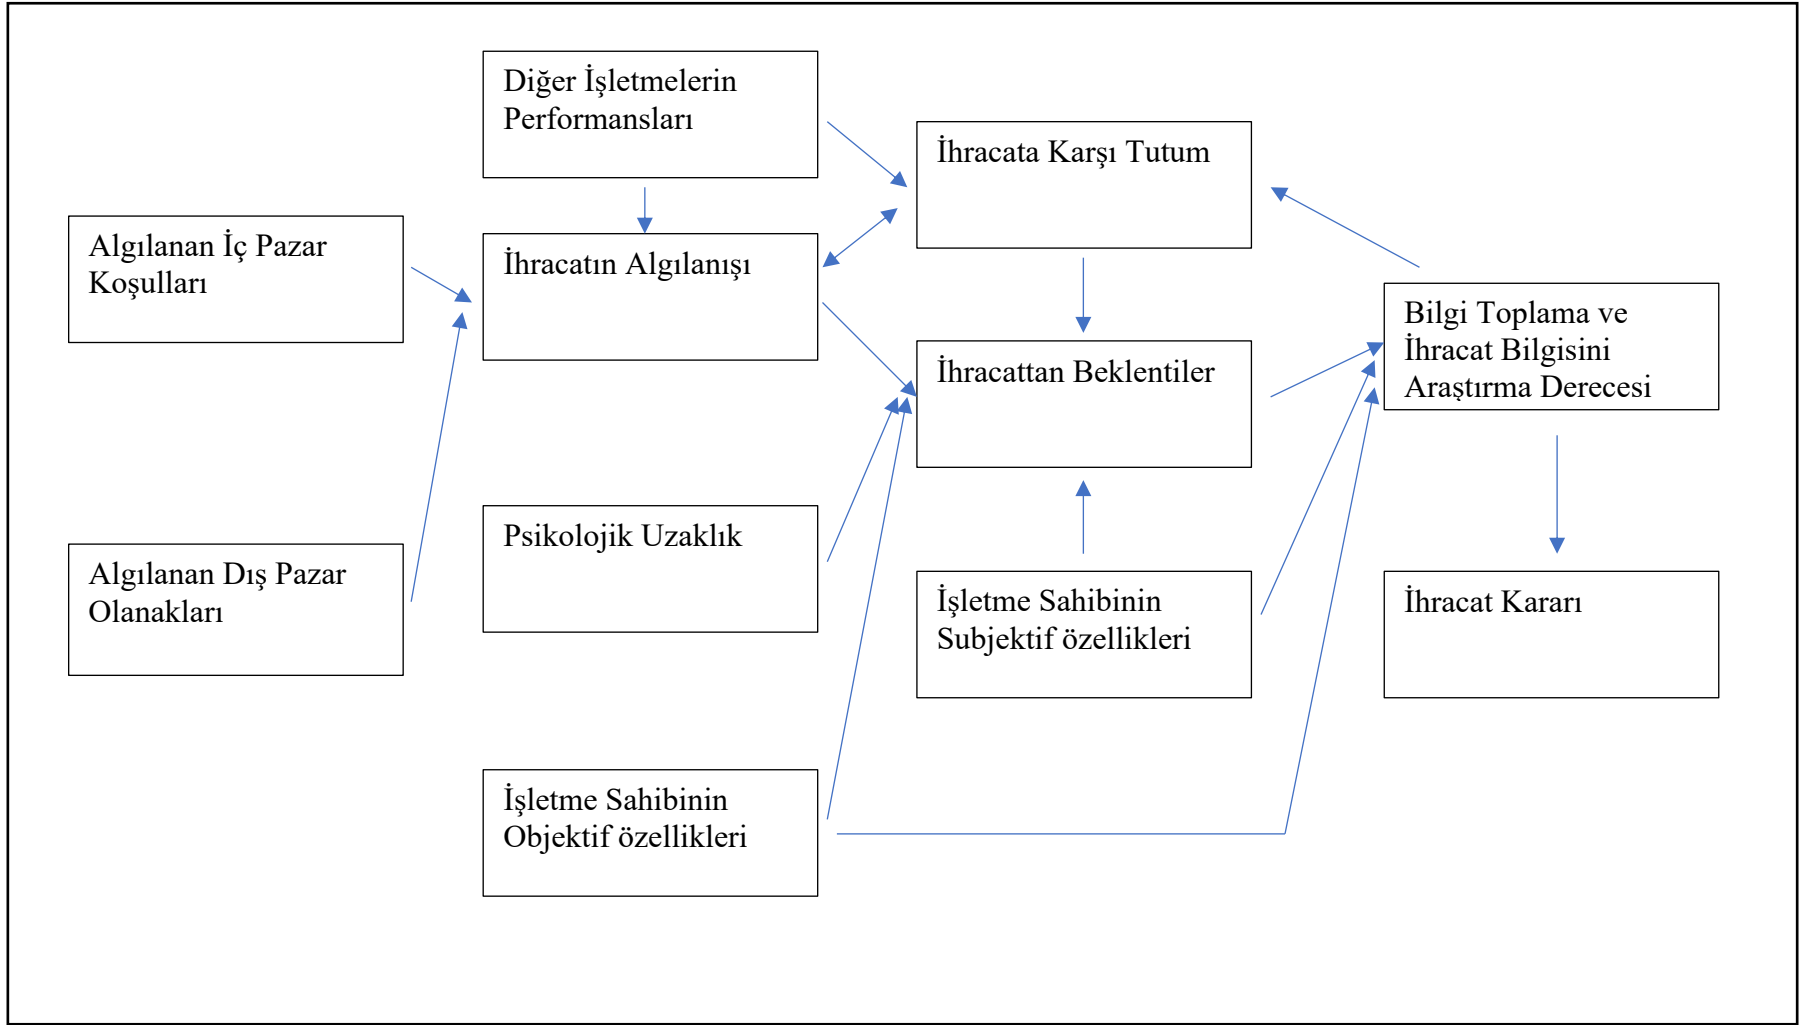 Diğer İşletmelerin
Performansları
İhracata Karşı Tutum
Algılanan İç Pazar
Koşulları
İhracatın Algılanışı
Bilgi Toplama ve
İhracat Bilgisini
Araştırma Derecesi
İhracattan Beklentiler
Psikolojik Uzaklık
Algılanan Dış Pazar
Olanakları
İşletme Sahibinin
Subjektif özellikleri
İhracat Kararı
İşletme Sahibinin
Objektif özellikleri